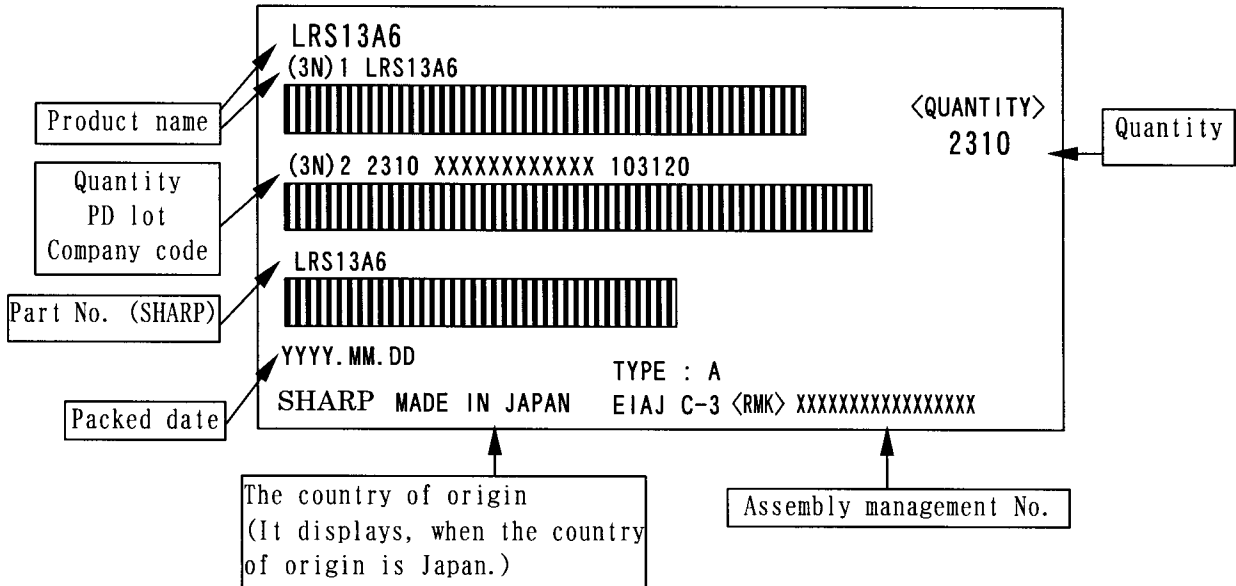 LRS13A6
(3N)1 LRS13A6
Product name
〈QUANTITY〉
2310
Quantity
(3N)2 2310 XXXXXXXXXXXX 103120
Quantity
PD lot
Company code
LRS13A6
Part No. (SHARP)
YYYY.MM.DD
TYPE : A
SHARP MADE IN JAPAN EIAJ C-3 〈RMK〉 XXXXXXXXXXXXXXXXX
Packed date
The country of origin
(It displays, when the country
of origin is Japan.)
Assembly management No.